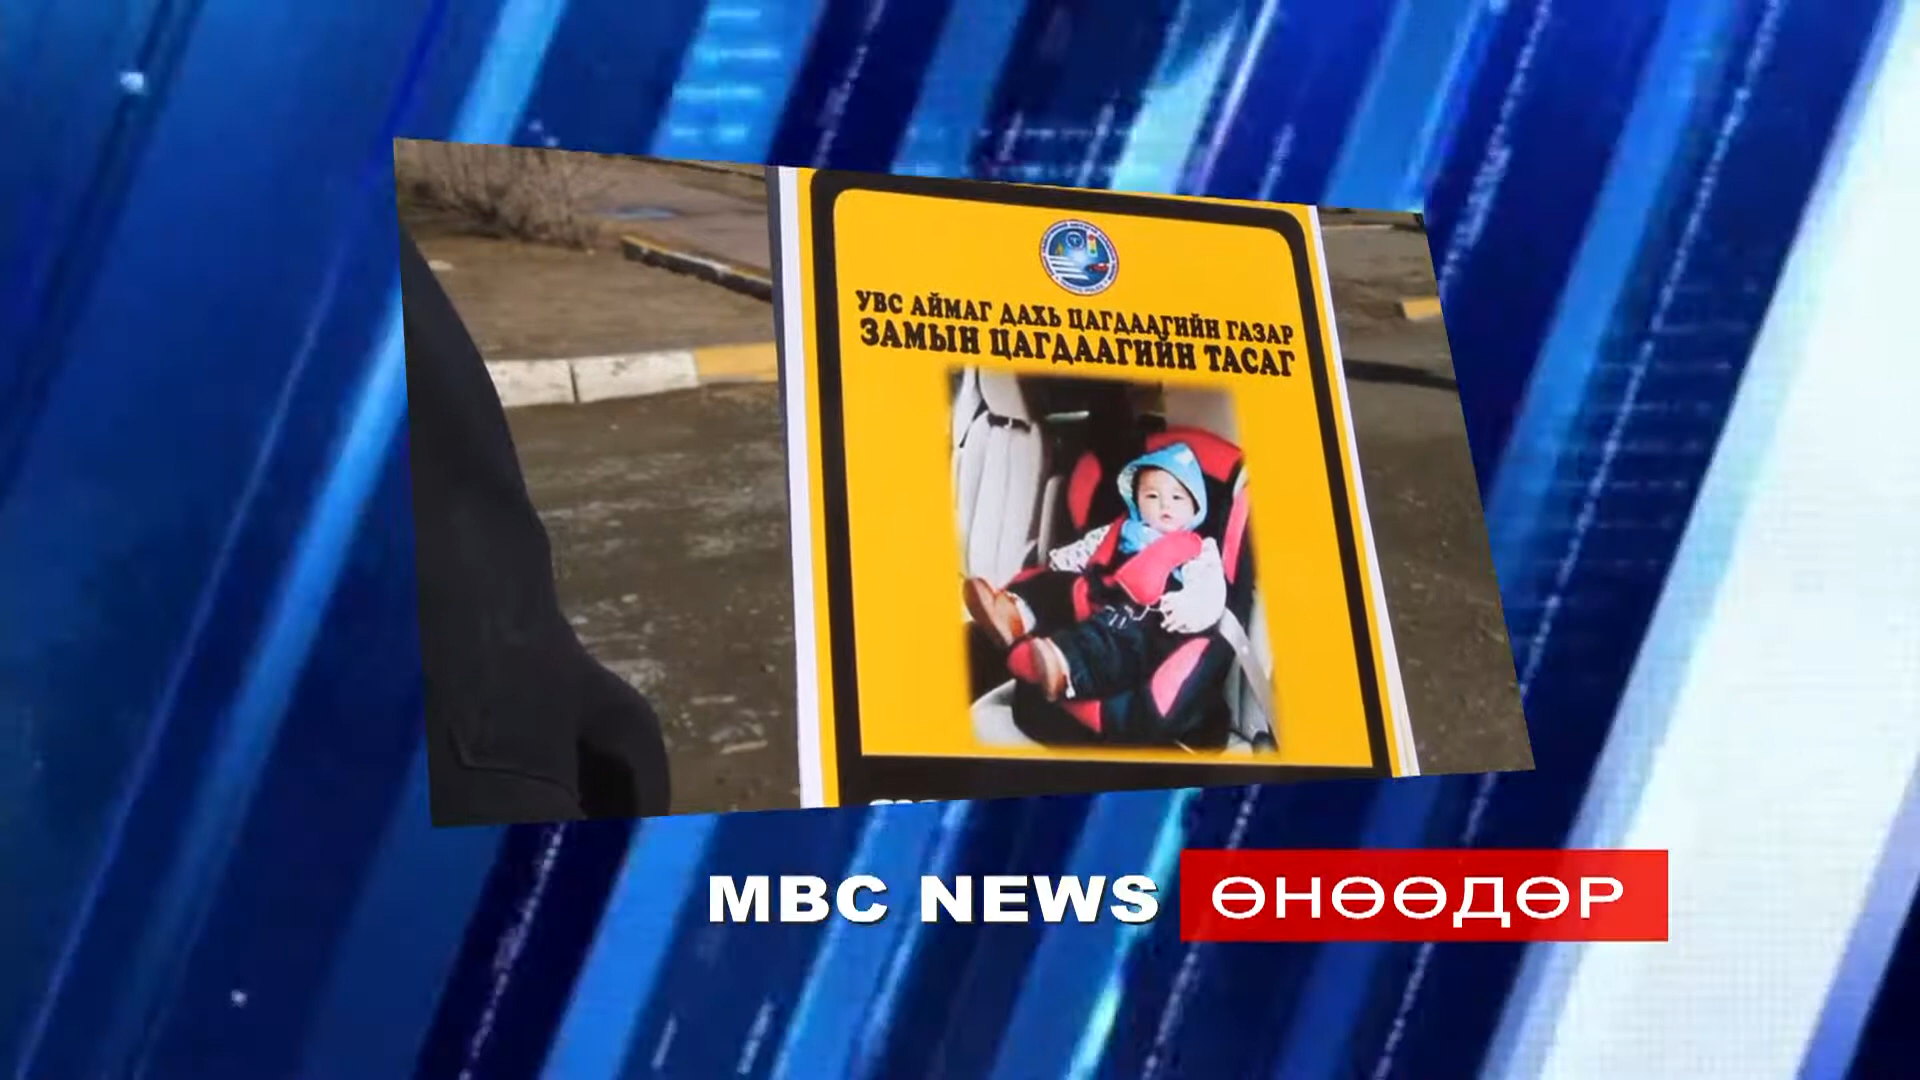 УВС АЙМАГ ДАХЬ ЦАГДААГИЙН ГАЗАР
ЗАМЫН ЦАГДААГИЙН ТАСАГ
MBC NEWS ӨНӨӨДӨР